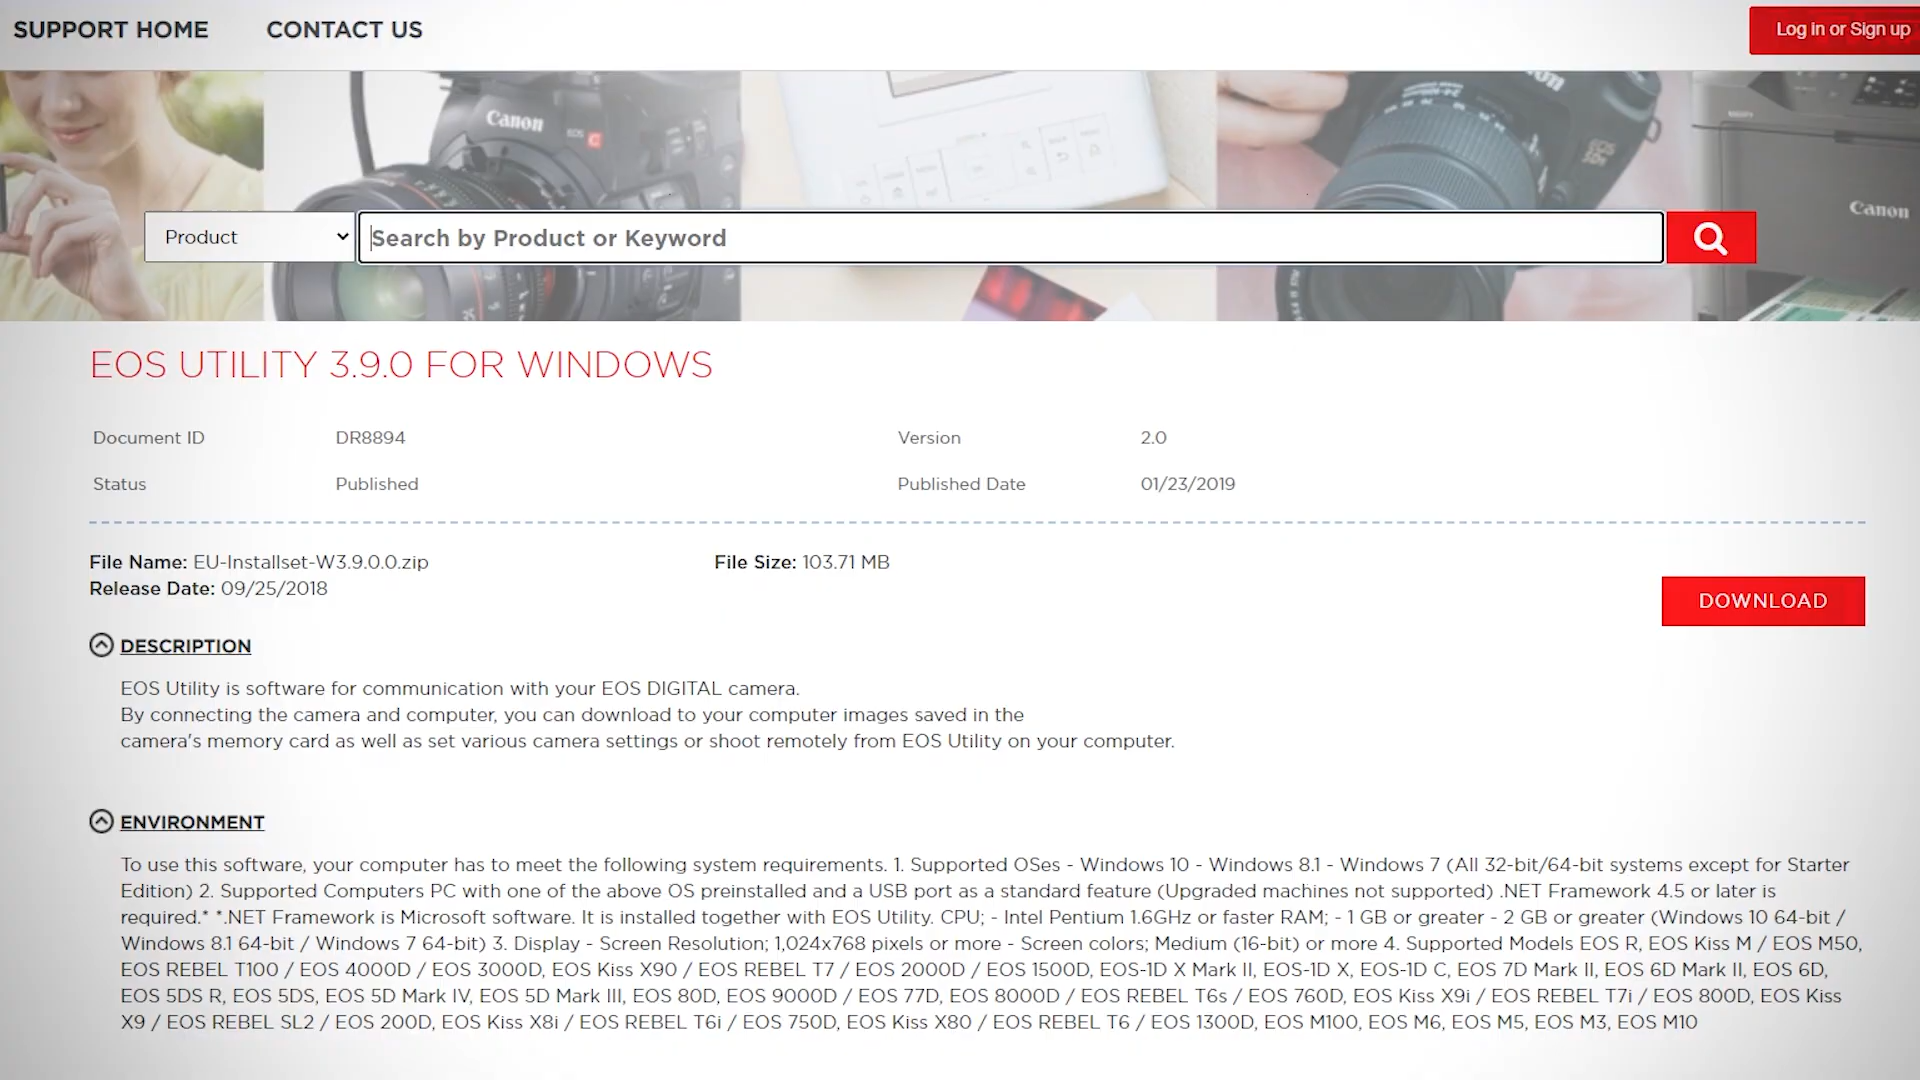 SUPPORT HOME CONTACT US Log in or Sign up
Canon
EOS C
Canon
Canon
Product Search by Product or Keyword
EOS UTILITY 3.9.0 FOR WINDOWS
Document ID DR8894 Version 2.0
Status Published Published Date 01/23/2019
File Name: EU-Installset-W3.9.0.0.zip File Size: 103.71 MB
Release Date: 09/25/2018
DOWNLOAD
DESCRIPTION
EOS Utility is software for communication with your EOS DIGITAL camera.
By connecting the camera and computer, you can download to your computer images saved in the
camera's memory card as well as set various camera settings or shoot remotely from EOS Utility on your computer.
ENVIRONMENT
To use this software, your computer has to meet the following system requirements. 1. Supported OSes - Windows 10 - Windows 8.1 - Windows 7 (All 32-bit/64-bit systems except for Starter
Edition) 2. Supported Computers PC with one of the above OS preinstalled and a USB port as a standard feature (Upgraded machines not supported) .NET Framework 4.5 or later is
required.* *.NET Framework is Microsoft software. It is installed together with EOS Utility. CPU; - Intel Pentium 1.6GHz or faster RAM; - 1 GB or greater - 2 GB or greater (Windows 10 64-bit /
Windows 8.1 64-bit / Windows 7 64-bit) 3. Display - Screen Resolution; 1,024x768 pixels or more - Screen colors; Medium (16-bit) or more 4. Supported Models EOS R, EOS Kiss M / EOS M50,
EOS REBEL T100 / EOS 4000D / EOS 3000D, EOS Kiss X90 / EOS REBEL T7 / EOS 2000D / EOS 1500D, EOS-1D X Mark II, EOS-1D X, EOS-1D C, EOS 7D Mark II, EOS 6D Mark II, EOS 6D,
EOS 5DS R, EOS 5DS, EOS 5D Mark IV, EOS 5D Mark III, EOS 80D, EOS 9000D / EOS 77D, EOS 8000D / EOS REBEL T6s / EOS 760D, EOS Kiss X9i / EOS REBEL T7i / EOS 800D, EOS Kiss
X9 / EOS REBEL SL2 / EOS 200D, EOS Kiss X8i / EOS REBEL T6i / EOS 750D, EOS Kiss X80 / EOS REBEL T6 / EOS 1300D, EOS M100, EOS M6, EOS M5, EOS M3, EOS M10